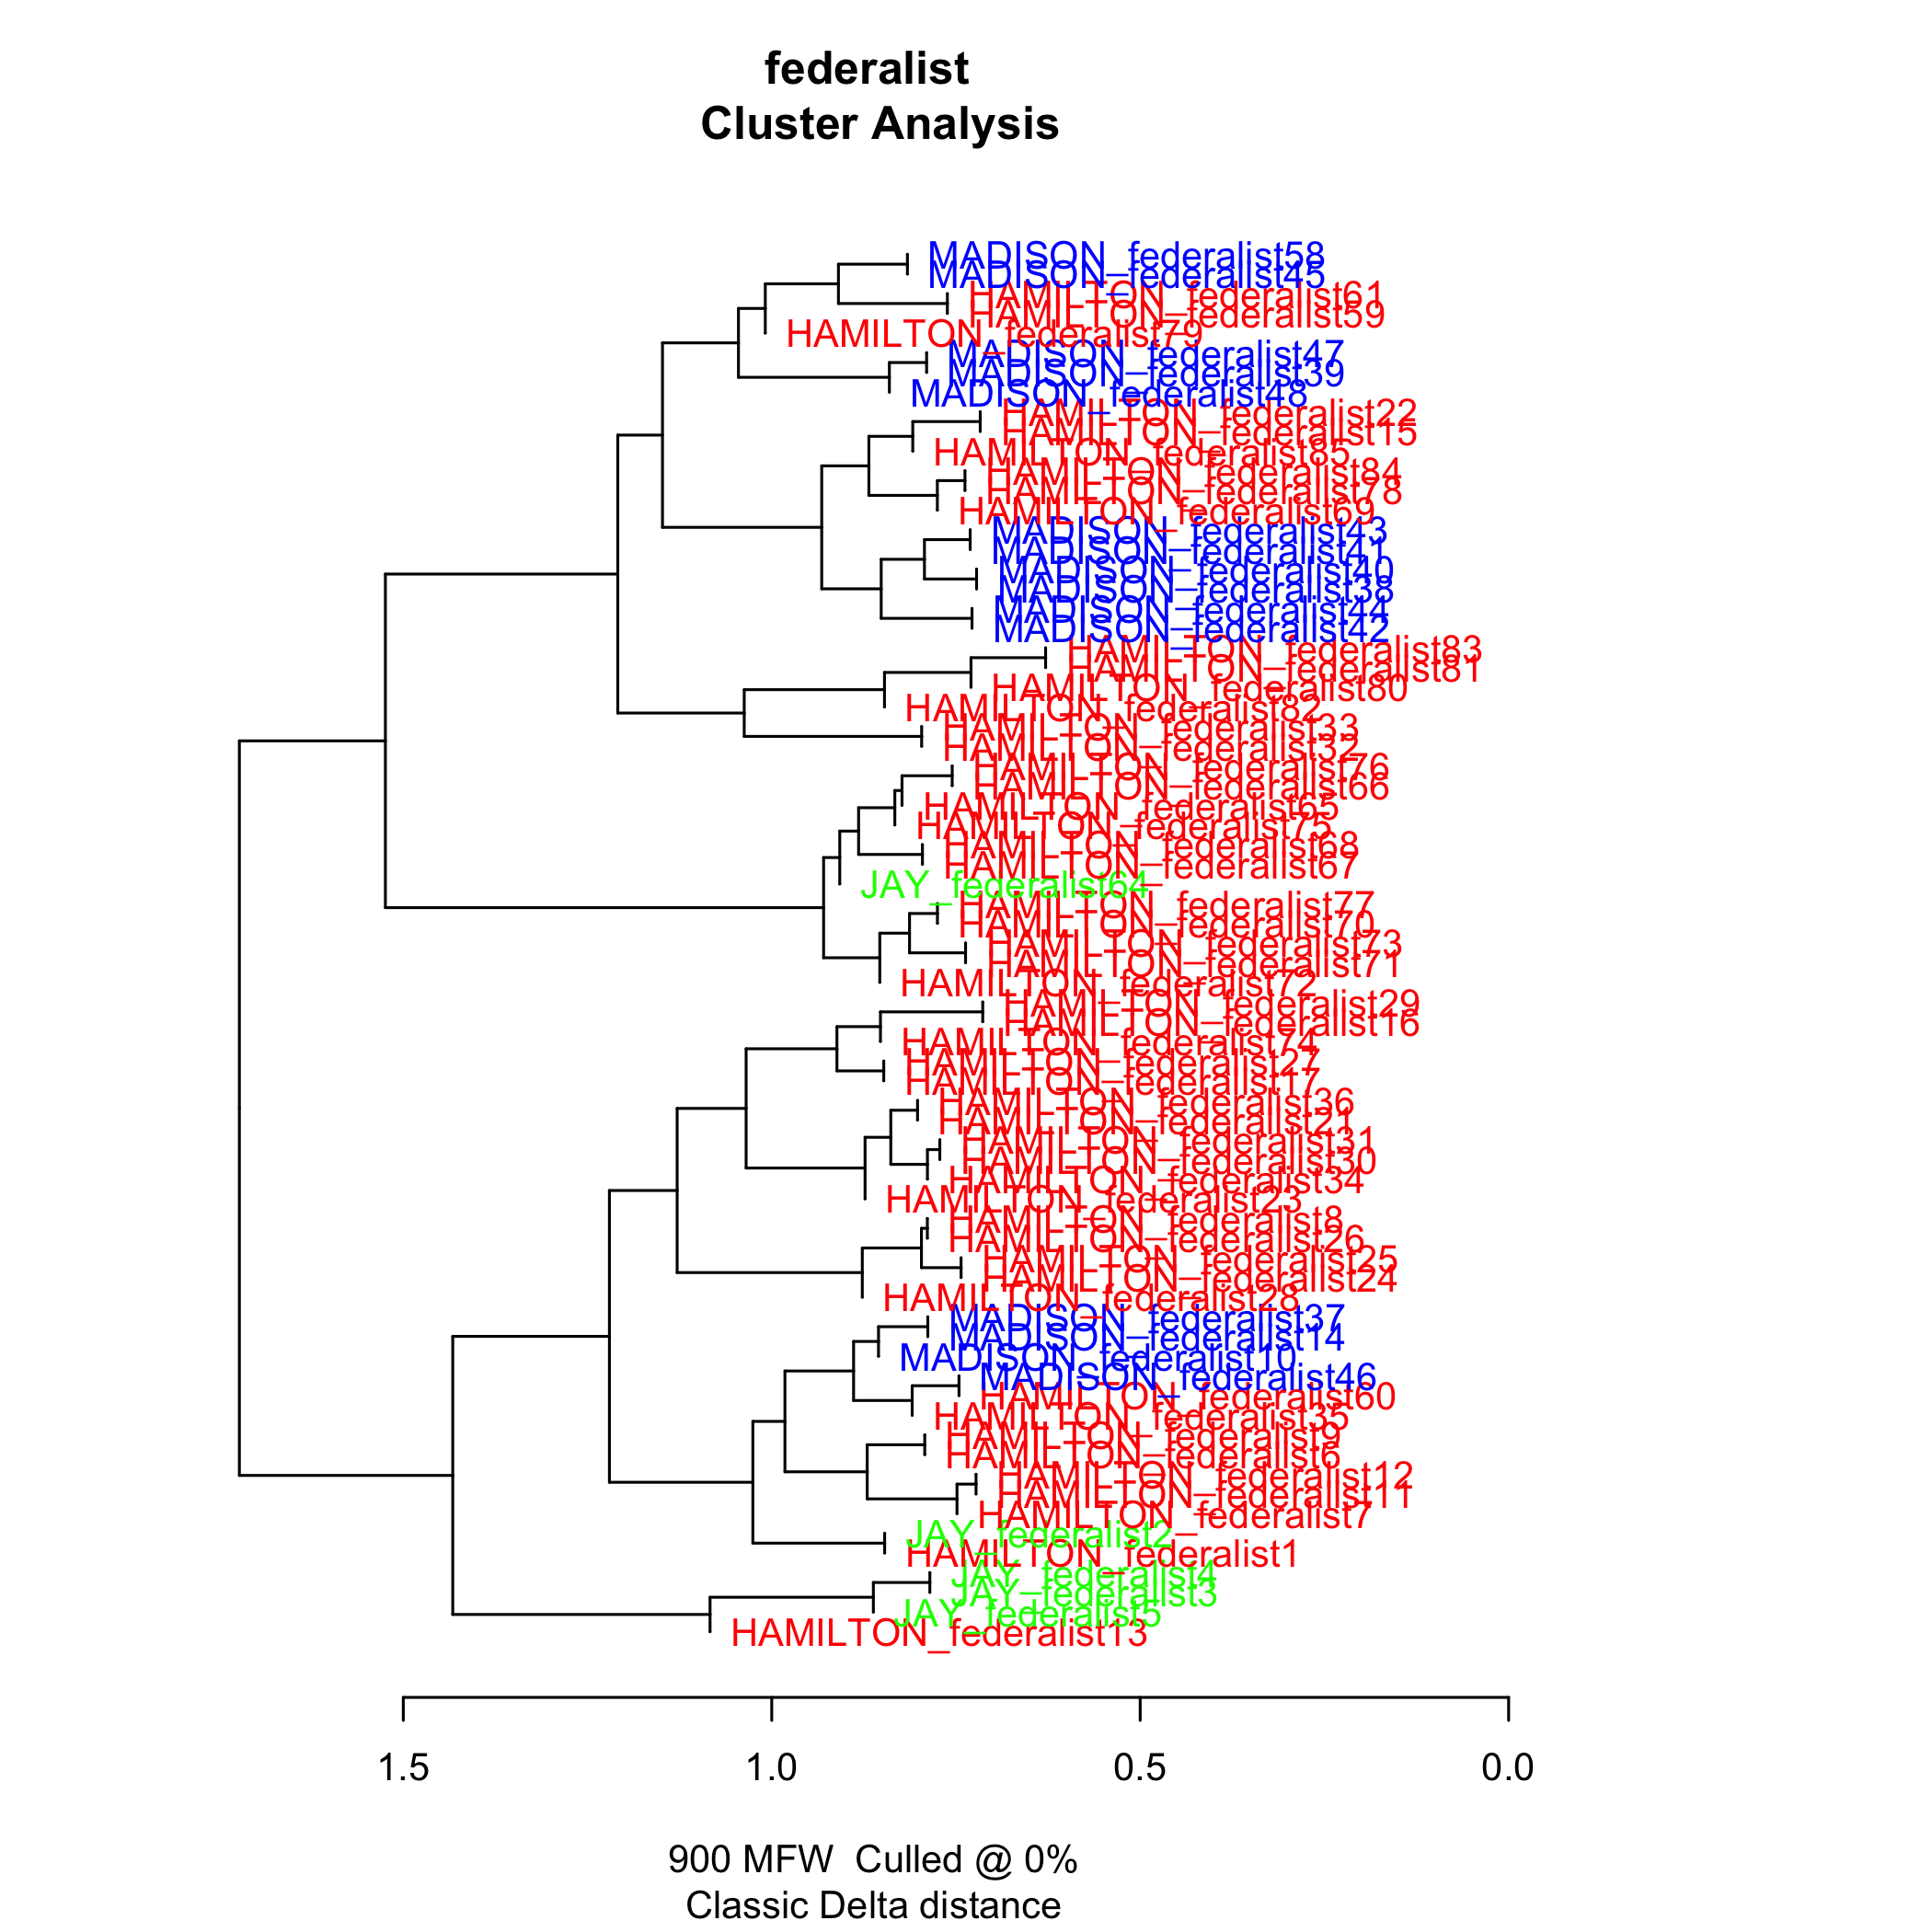 federalist
Cluster Analysis
MADISON_federalist58
MADISON_federalist45
HAMILTON_federalist61
HAMILTON_federalist59
HAMILTON_federalist79
MADISON_federalist47
MADISON_federalist39
MADISON_federalist48
HAMILTON_federalist22
HAMILTON_federalist15
HAMILTON_federalist85
HAMILTON_federalist84
HAMILTON_federalist78
HAMILTON_federalist69
MADISON_federalist43
MADISON_federalist41
MADISON_federalist40
MADISON_federalist38
MADISON_federalist44
MADISON_federalist42
HAMILTON_federalist83
HAMILTON_federalist81
HAMILTON_federalist80
HAMILTON_federalist82
HAMILTON_federalist33
HAMILTON_federalist32
HAMILTON_federalist76
HAMILTON_federalist66
HAMILTON_federalist65
HAMILTON_federalist75
HAMILTON_federalist68
HAMILTON_federalist67
JAY_federalist64
HAMILTON_federalist77
HAMILTON_federalist70
HAMILTON_federalist73
HAMILTON_federalist71
HAMILTON_federalist72
HAMILTON_federalist29
HAMILTON_federalist16
HAMILTON_federalist74
HAMILTON_federalist27
HAMILTON_federalist17
HAMILTON_federalist36
HAMILTON_federalist21
HAMILTON_federalist31
HAMILTON_federalist30
HAMILTON_federalist34
HAMILTON_federalist23
HAMILTON_federalist8
HAMILTON_federalist26
HAMILTON_federalist25
HAMILTON_federalist24
HAMILTON_federalist28
MADISON_federalist37
MADISON_federalist14
MADISON_federalist10
MADISON_federalist46
HAMILTON_federalist60
HAMILTON_federalist35
HAMILTON_federalist9
HAMILTON_federalist6
HAMILTON_federalist12
HAMILTON_federalist11
HAMILTON_federalist7
JAY_federalist2
HAMILTON_federalist1
JAY_federalist4
JAY_federalist3
JAY_federalist5
HAMILTON_federalist13
1.5 1.0 0.5 0.0
900 MFW Culled @ 0%
Classic Delta distance